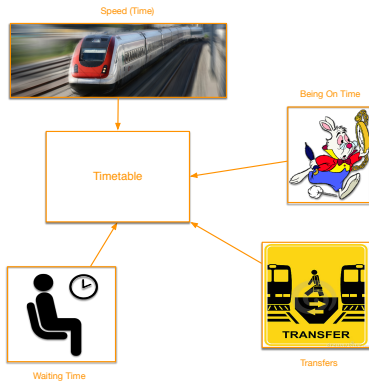 Speed (Time)
Being On Time
Timetable
TRANSFER
Waiting Time
Transfers